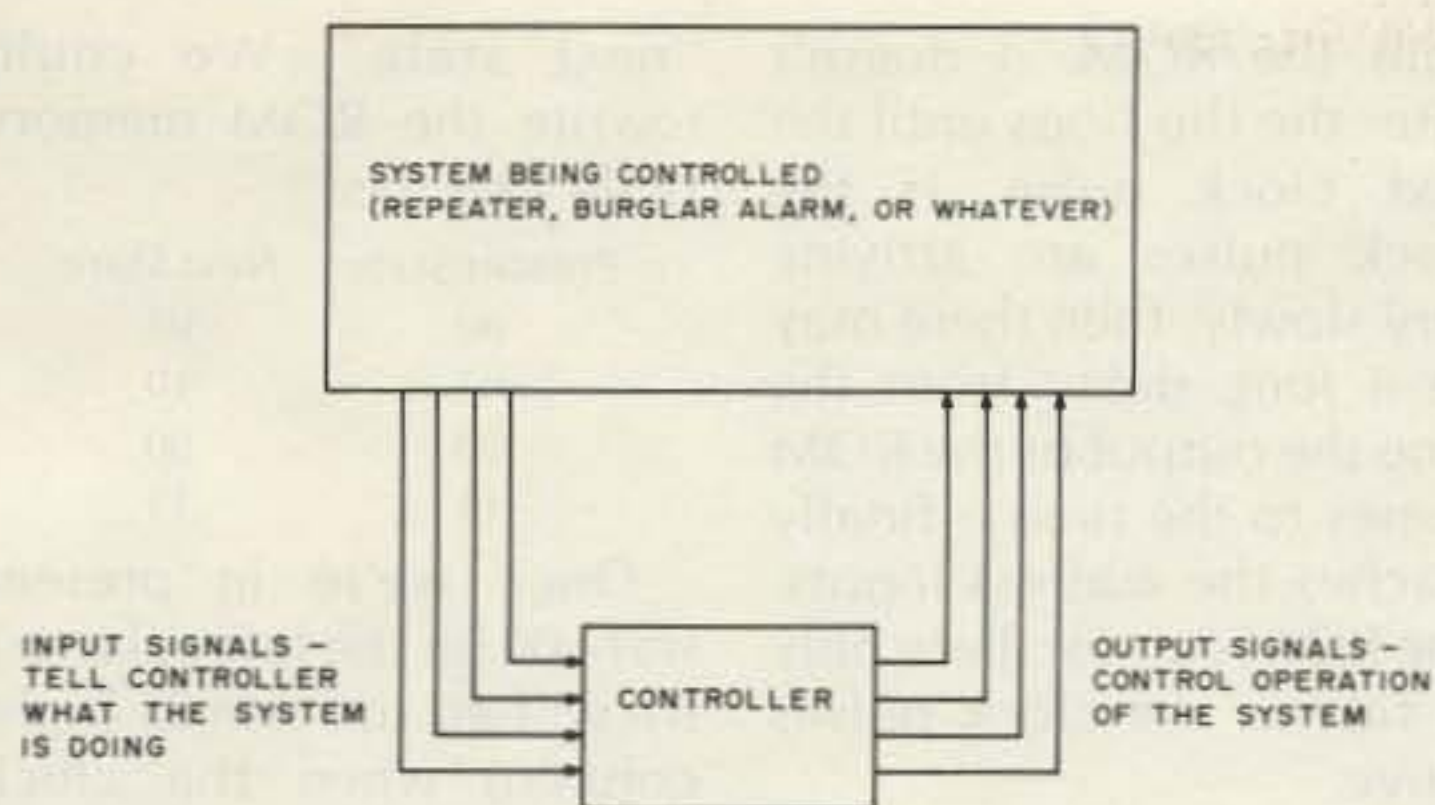 SYSTEM BEING CONTROLLED
(REPEATER, BURGLAR ALARM, OR WHATEVER)
INPUT SIGNALS –
TELL CONTROLLER
WHAT THE SYSTEM
IS DOING
CONTROLLER
OUTPUT SIGNALS –
CONTROL OPERATION
OF THE SYSTEM